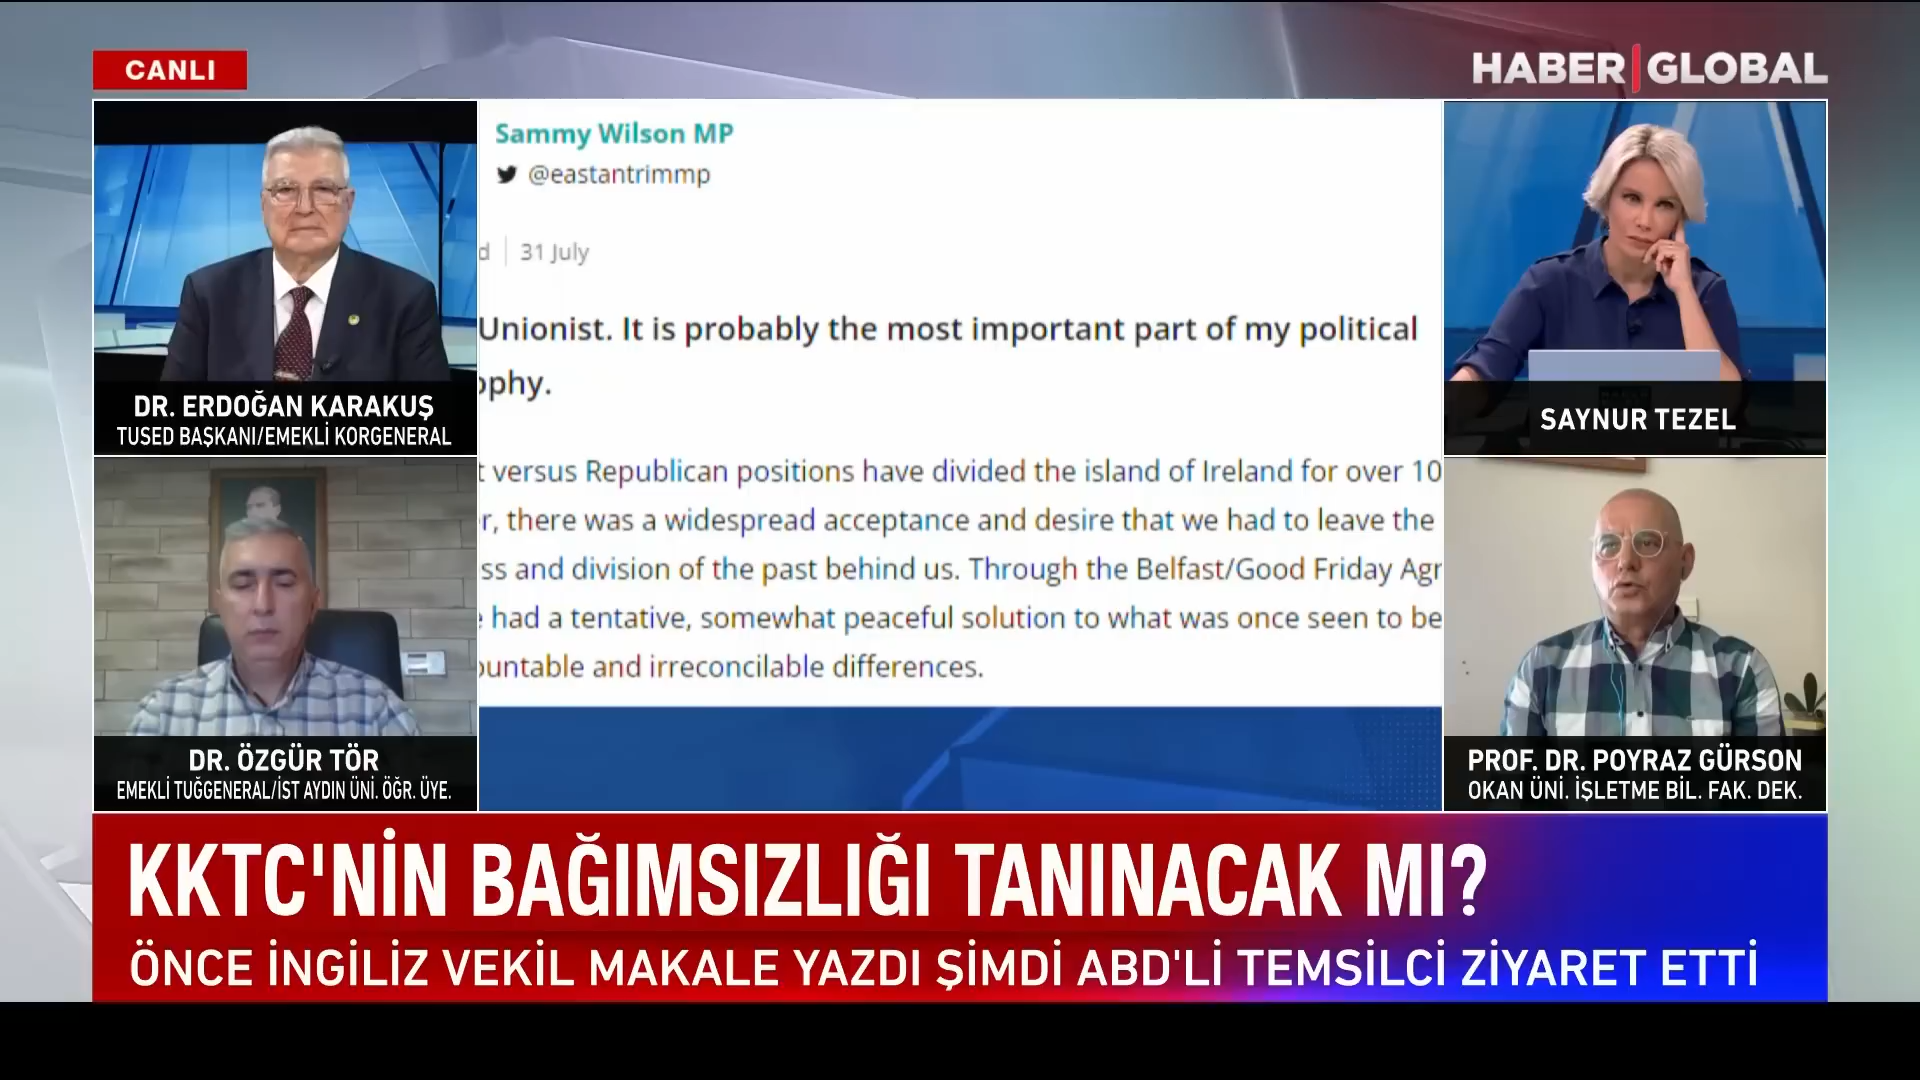 CANLI
HABER GLOBAL
Sammy Wilson MP
@eastantrimmp
d 31 July
Unionist. It is probably the most important part of my political
ophy.
t versus Republican positions have divided the island of Ireland for over 10
r, there was a widespread acceptance and desire that we had to leave the
ss and division of the past behind us. Through the Belfast/Good Friday Agr
e had a tentative, somewhat peaceful solution to what was once seen to be
ountable and irreconcilable differences.
DR. ERDOĞAN KARAKUŞ
TUSED BAŞKANI/EMEKLİ KORGENERAL
SAYNUR TEZEL
DR. ÖZGÜR TÖR
EMEKLİ TUĞGENERAL/İST AYDIN ÜNİ. ÖĞR. ÜYE.
PROF. DR. POYRAZ GÜRSON
OKAN ÜNİ. İŞLETME BİL. FAK. DEK.
KKTC'NİN BAĞIMSIZLIĞI TANINACAK MI?
ÖNCE İNGİLİZ VEKİL MAKALE YAZDI ŞİMDİ ABD'Lİ TEMSİLCİ ZİYARET ETTİ